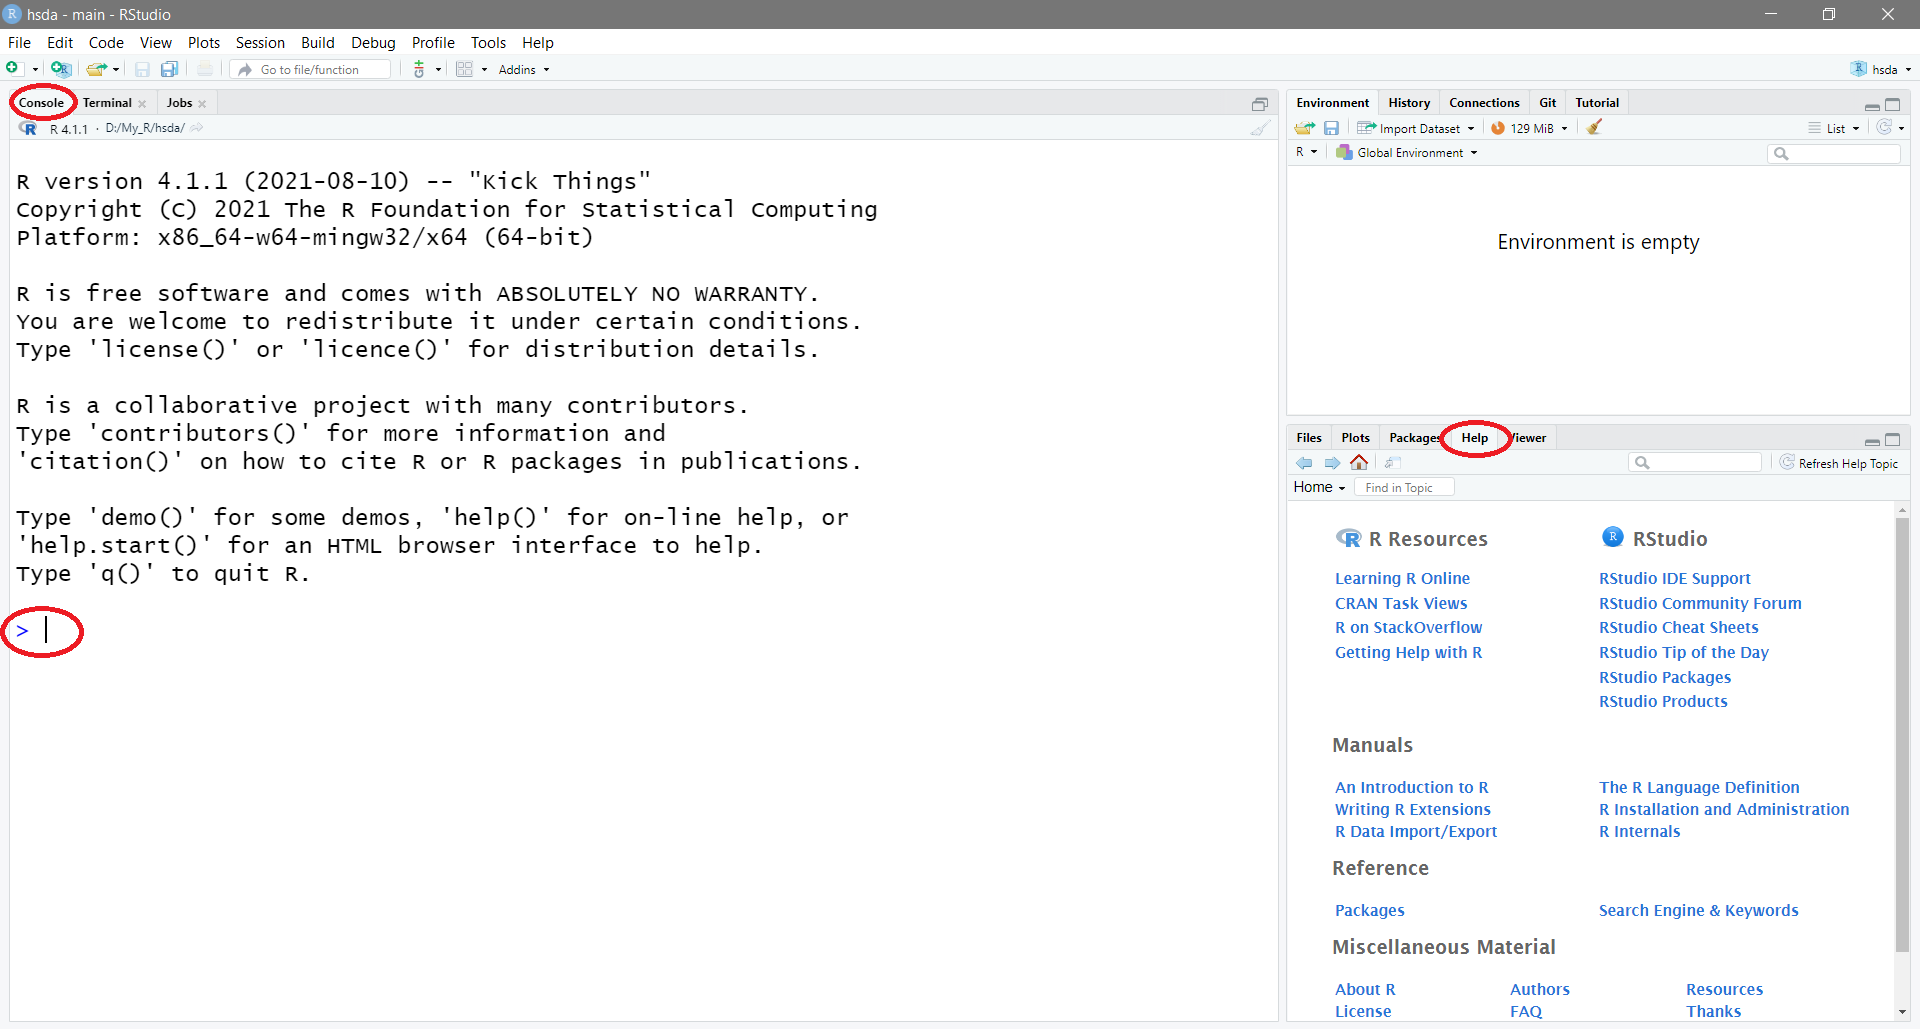 hsda - main - RStudio
File Edit Code View Plots Session Build Debug Profile Tools Help
Go to file/function Addins hsda
Console Terminal Jobs
R 4.1.1 · D:/My_R/hsda/
R version 4.1.1 (2021-08-10) -- "Kick Things"
Copyright (C) 2021 The R Foundation for Statistical Computing
Platform: x86_64-w64-mingw32/x64 (64-bit)
R is free software and comes with ABSOLUTELY NO WARRANTY.
You are welcome to redistribute it under certain conditions.
Type 'license()' or 'licence()' for distribution details.
R is a collaborative project with many contributors.
Type 'contributors()' for more information and
'citation()' on how to cite R or R packages in publications.
Type 'demo()' for some demos, 'help()' for on-line help, or
'help.start()' for an HTML browser interface to help.
Type 'q()' to quit R.
>
Environment History Connections Git Tutorial
Import Dataset 129 MiB List
R Global Environment
Environment is empty
Files Plots Packages Help Viewer
Refresh Help Topic
Home Find in Topic
R Resources
Learning R Online
CRAN Task Views
R on StackOverflow
Getting Help with R
RStudio
RStudio IDE Support
RStudio Community Forum
RStudio Cheat Sheets
RStudio Tip of the Day
RStudio Packages
RStudio Products
Manuals
An Introduction to R The R Language Definition
Writing R Extensions R Installation and Administration
R Data Import/Export R Internals
Reference
Packages Search Engine & Keywords
Miscellaneous Material
About R Authors Resources
License FAQ Thanks